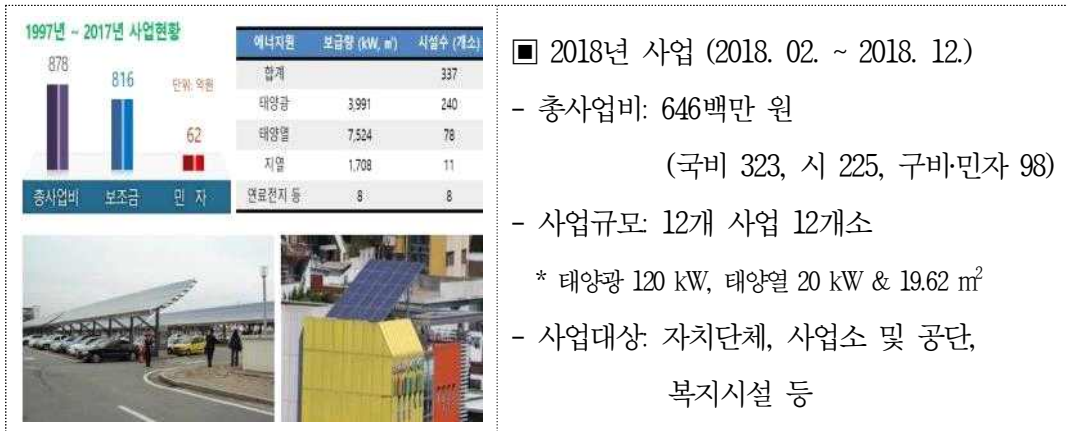 1997년 ~ 2017년 사업현황
878
816
단위: 억원
62
총사업비 보조금 민 자
에너지원 보급량 (kW, ㎡) 시설수 (개소)
합계 337
태양광 3,991 240
태양열 7,524 78
지열 1,708 11
연료전지 등 8 8
▣ 2018년 사업 (2018. 02. ~ 2018. 12.)
- 총사업비: 646백만 원
(국비 323, 시 225, 구비·민자 98)
- 사업규모: 12개 사업 12개소
* 태양광 120 kW, 태양열 20 kW & 19.62 ㎡
- 사업대상: 자치단체, 사업소 및 공단,
복지시설 등